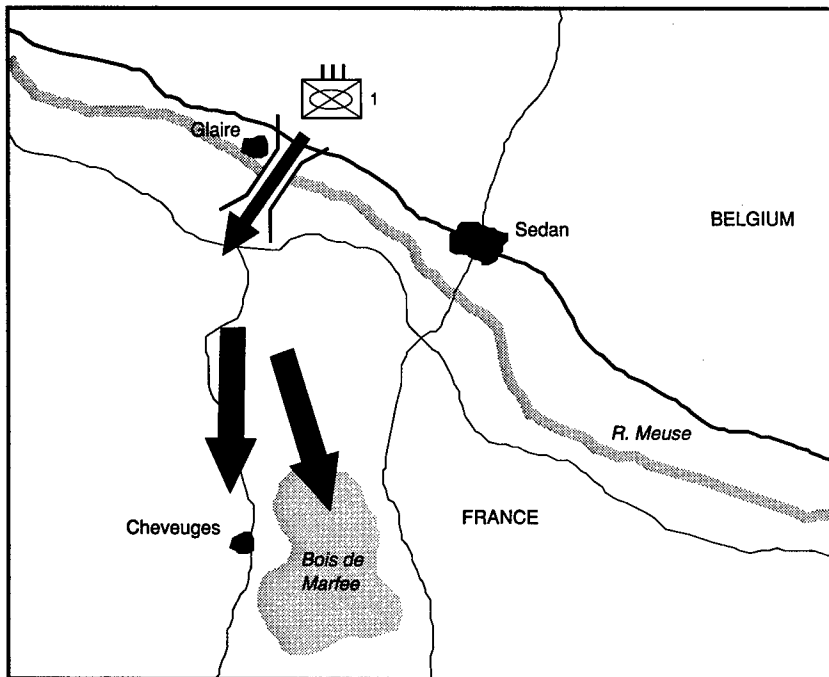 1
Glaire
Sedan
BELGIUM
R. Meuse
FRANCE
Cheveuges
Bois de
Marfee